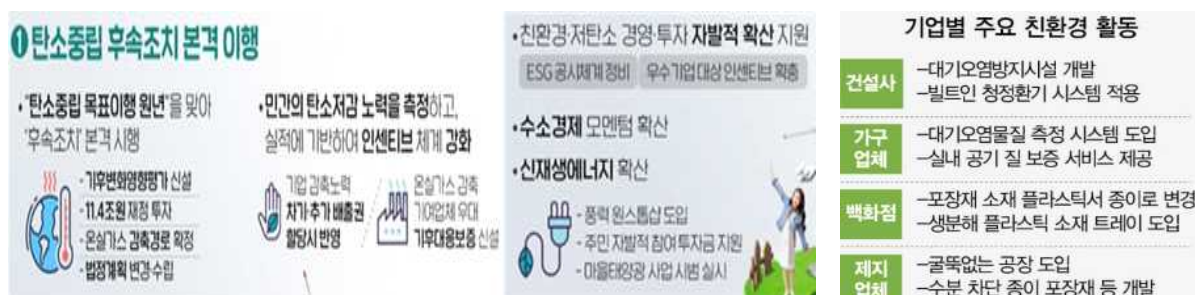 ❶ 탄소중립 후속조치 본격 이행
• "탄소중립 목표이행 원년"을 맞아
'후속조치' 본격 시행
- 기후변화영향평가 신설
- 11.4조원 재정 투자
- 온실가스 감축경로 확정
- 법정계획 변경·수립
• 민간의 탄소저감 노력을 측정하고,
실적에 기반하여 인센티브 체계 강화
기업 감축노력
차기·추가 배출권
할당시 반영
온실가스 감축
기여업체 우대
기후대응보증 신설
• 친환경·저탄소 경영·투자 자발적 확산 지원
ESG 공시체계 정비
우수기업 대상 인센티브 확충
• 수소경제 모멘텀 확산
• 신재생에너지 확산
- 풍력 원스톱샵 도입
- 주민 자발적 참여 투자금 지원
- 마을태양광 사업 시범 실시
기업별 주요 친환경 활동
건설사
–대기오염방지시설 개발
–빌트인 청정환기 시스템 적용
가구
업체
–대기오염물질 측정 시스템 도입
–실내 공기 질 보증 서비스 제공
백화점
–포장재 소재 플라스틱서 종이로 변경
–생분해 플라스틱 소재 트레이 도입
제지
업체
–굴뚝없는 공장 도입
–수분 차단 종이 포장재 등 개발